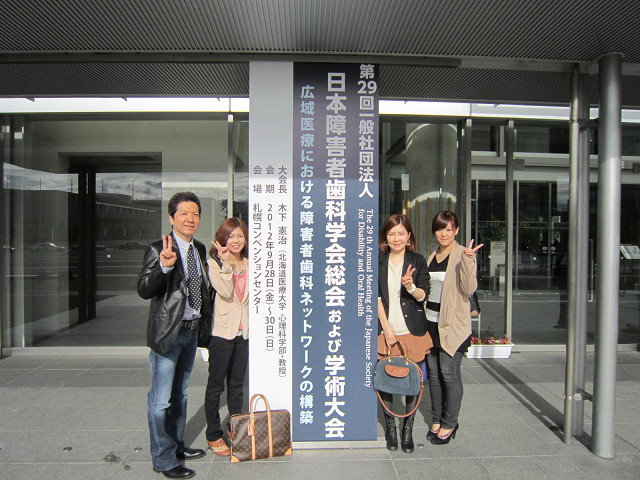 第29回一般社団法人
日本障害者歯科学会総会および学術大会
The 29 th Annual Meeting of the Japanese Society
for Disability and Oral Health
広域医療における障害者歯科ネットワークの構築
大会長 木下 憲治（北海道医療大学 心理科学部・教授）
会 期 2012年9月28日（金）〜30日（日）
会 場 札幌コンベンションセンター